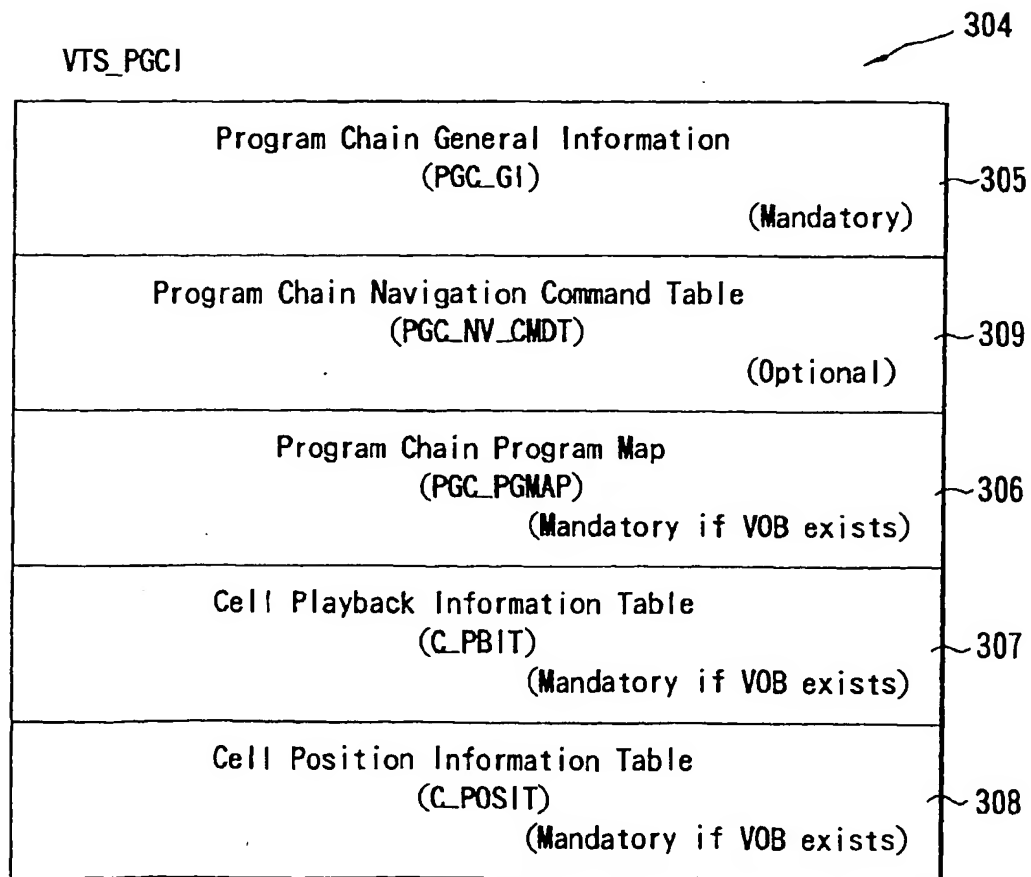 304
VTS_PGCI
Program Chain General Information
(PGC_GI)
(Mandatory)
305
Program Chain Navigation Command Table
(PGC_NV_CMDT)
(Optional)
309
Program Chain Program Map
(PGC_PGMAP)
(Mandatory if VOB exists)
306
Cell Playback Information Table
(C_PBIT)
(Mandatory if VOB exists)
307
Cell Position Information Table
(C_POSIT)
(Mandatory if VOB exists)
308